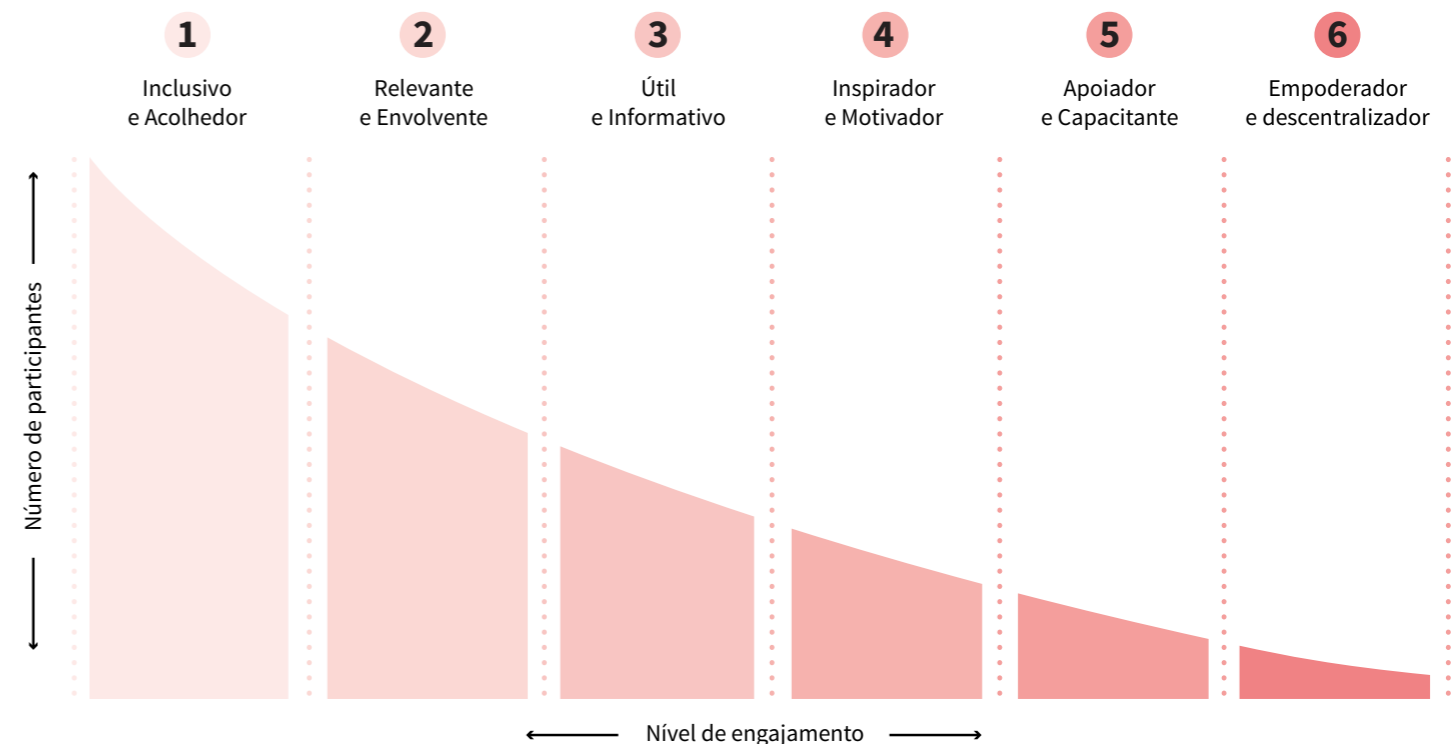 1
Inclusivo
e Acolhedor
2
Relevante
e Envolvente
3
Útil
e Informativo
4
Inspirador
e Motivador
5
Apoiador
e Capacitante
6
Empoderador
e descentralizador
Número de participantes
Nível de engajamento